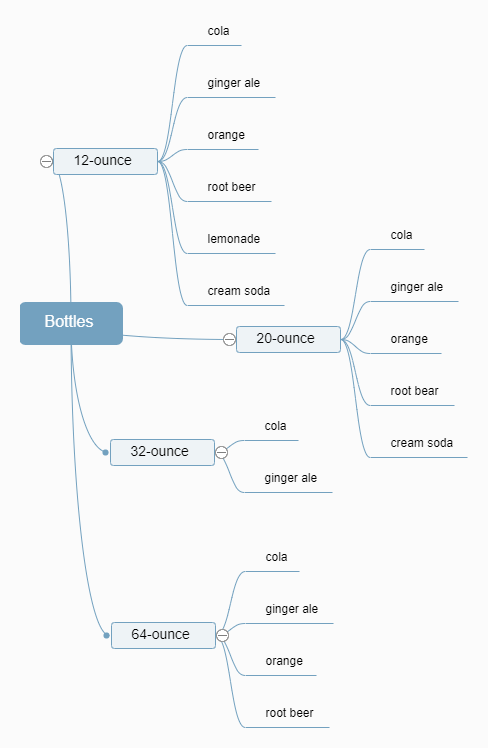 Bottles
12-ounce
cola
ginger ale
orange
root beer
lemonade
cream soda
20-ounce
cola
ginger ale
orange
root bear
cream soda
32-ounce
cola
ginger ale
64-ounce
cola
ginger ale
orange
root beer